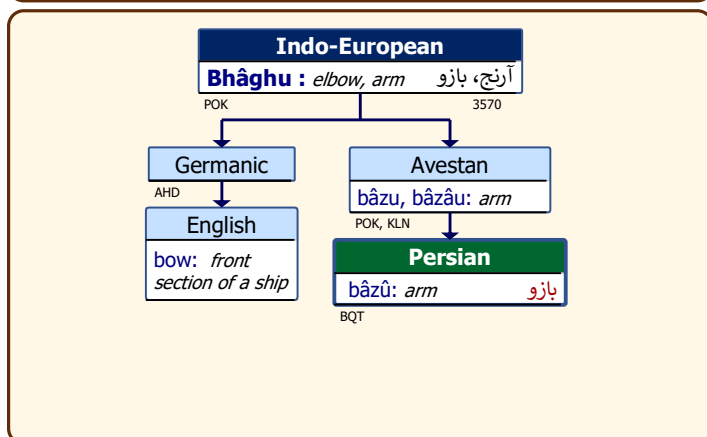 Indo-European
Bhâghu : elbow, arm آرنج، بازو
POK 3570
Germanic
AHD
English
bow: front
section of a ship
Avestan
bâzu, bâzâu: arm
POK, KLN
Persian
bâzû: arm بازو
BQT